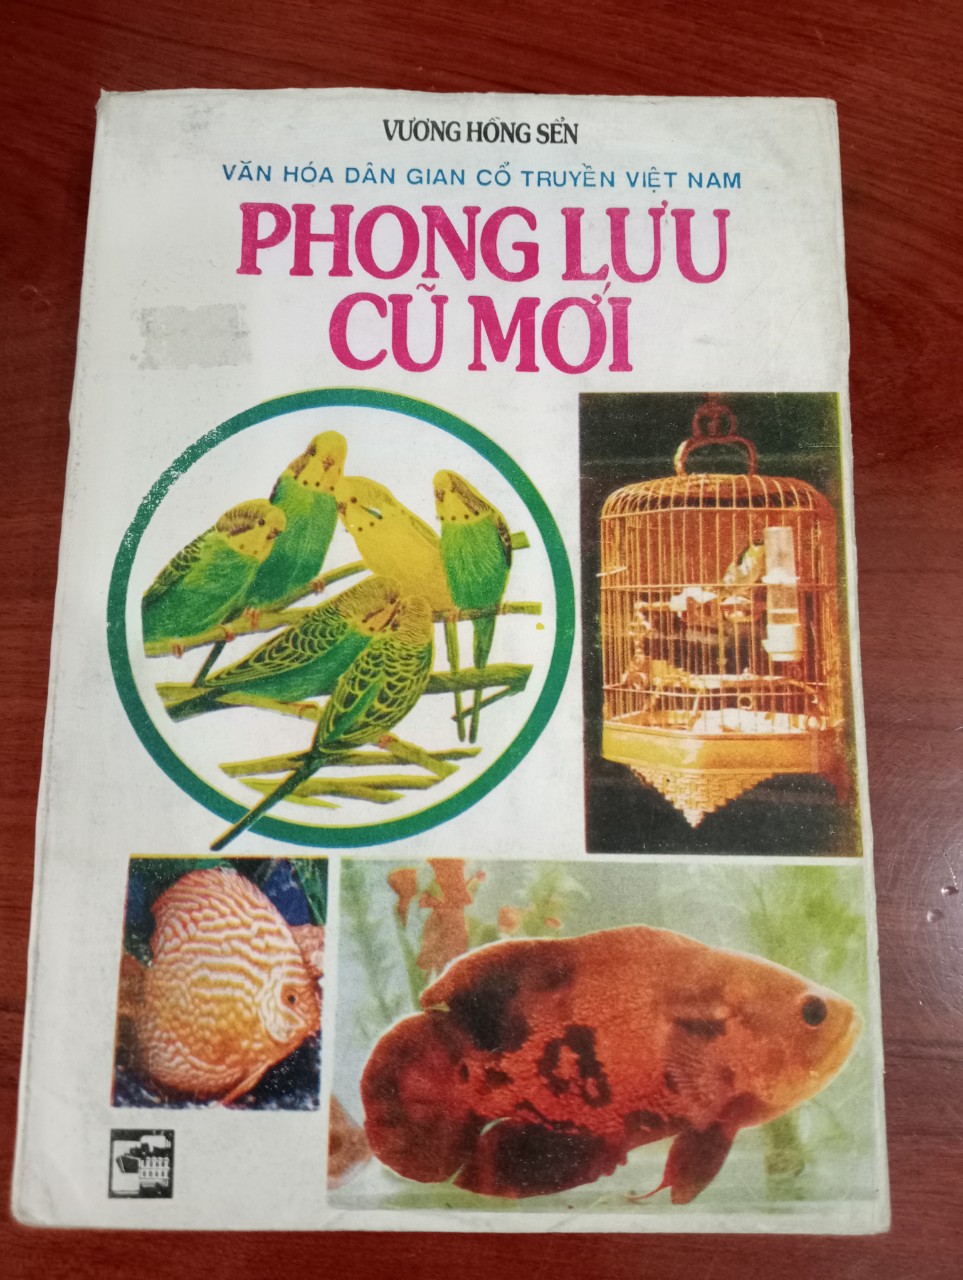 VƯƠNG HỒNG SỂN
VĂN HÓA DÂN GIAN CỔ TRUYỀN VIỆT NAM
PHONG LƯU
CŨ MỚI